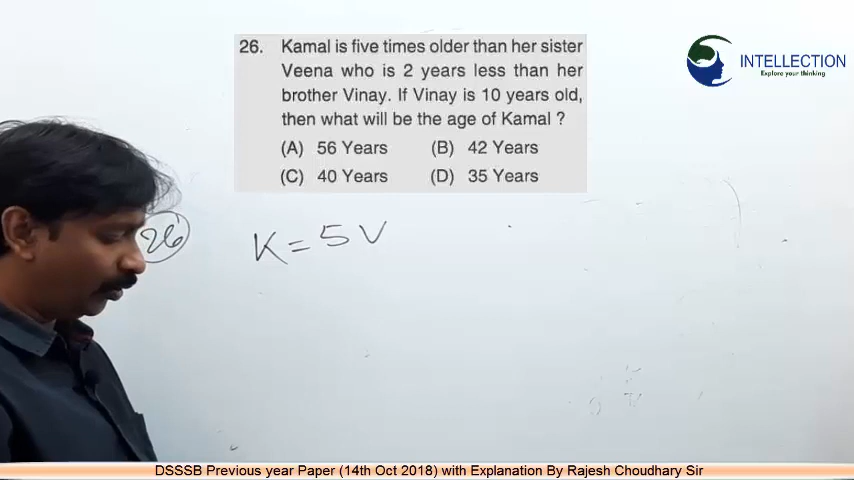 26. Kamal is five times older than her sister
Veena who is 2 years less than her
brother Vinay. If Vinay is 10 years old,
then what will be the age of Kamal ?
(A) 56 Years (B) 42 Years
(C) 40 Years (D) 35 Years
INTELLECTION
Explore your thinking
26
K = 5 V
DSSSB Previous year Paper (14th Oct 2018) with Explanation By Rajesh Choudhary Sir